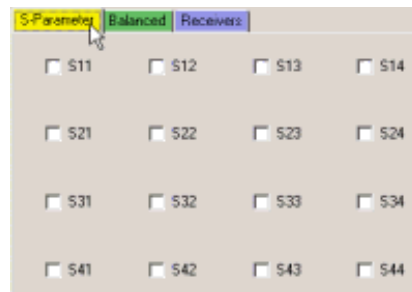 S-Parameter Balanced Receivers
S11 S12 S13 S14
S21 S22 S23 S24
S31 S32 S33 S34
S41 S42 S43 S44